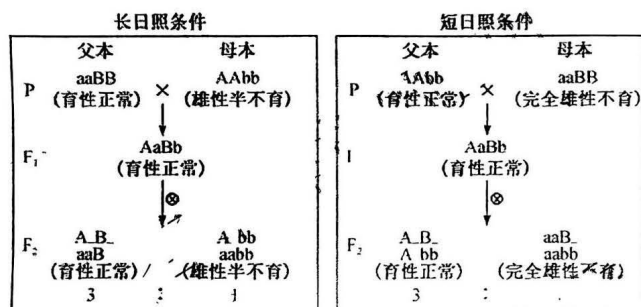 长日照条件
父本 母本
P aaBB × AAbb
(育性正常) (雄性半不育)
F₁ AaBb
(育性正常)
⊗
F₂ A_B_ A_bb
aaB aabb
(育性正常) (雄性半不育)
3 : 1
短日照条件
父本 母本
P AAbb × aaBB
(育性正常) (完全雄性不育)
AaBb
(育性正常)
⊗
F₂ A_B_ aaB_
A_bb aabb
(育性正常) (完全雄性不育)
3 :